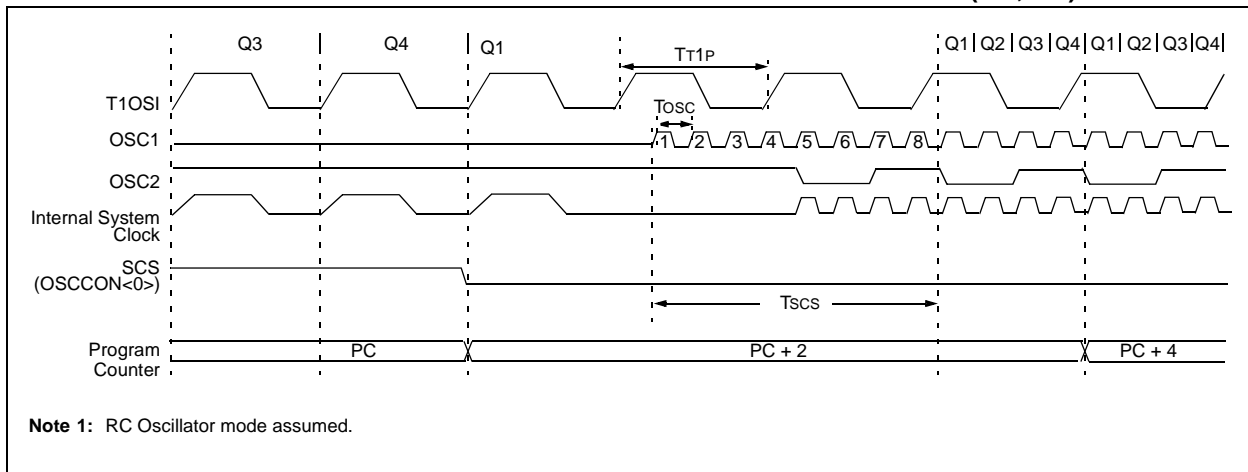 Q3 Q4 Q1 TT1P Q1 Q2 Q3 Q4 Q1 Q2 Q3 Q4
T1OSI
TOSC
OSC1
1 2 3 4 5 6 7 8
OSC2
Internal System
Clock
SCS
(OSCCON<0>)
TSCS
Program
Counter
PC PC + 2 PC + 4
Note 1: RC Oscillator mode assumed.